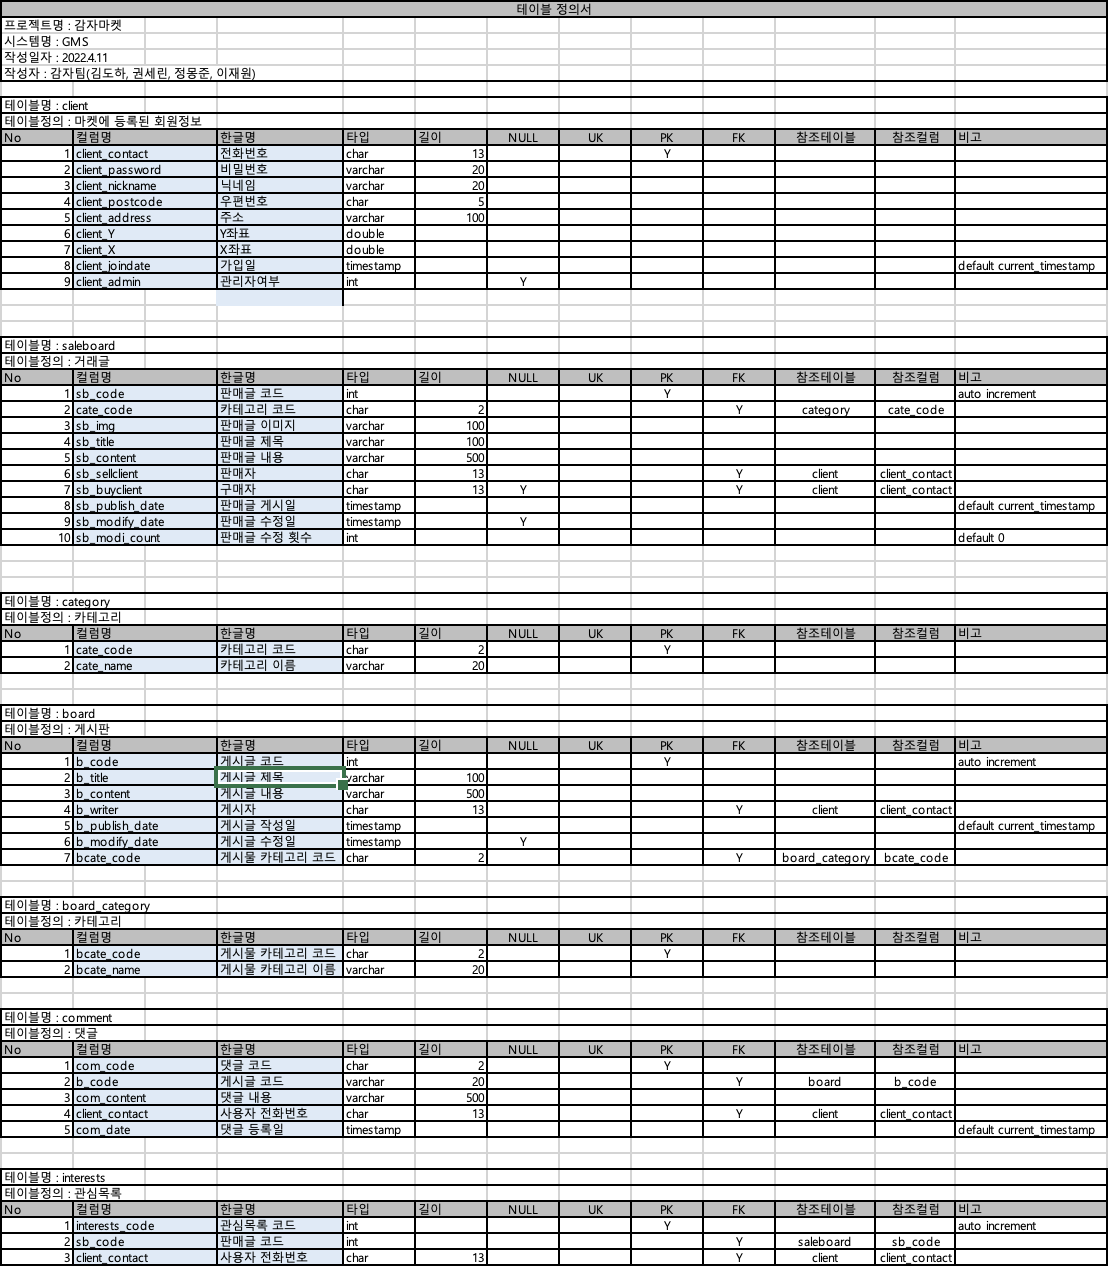 테이블 정의서
프로젝트명 : 감자마켓
시스템명 : GMS
작성일자 : 2022.4.11
작성자 : 감자팀(김도하, 권세린, 정몽준, 이재원)
테이블명 : client
테이블정의 : 마켓에 등록된 회원정보
No 컬럼명 한글명 타입 길이 NULL UK PK FK 참조테이블 참조컬럼 비고
1 client_contact 전화번호 char 13 Y
2 client_password 비밀번호 varchar 20
3 client_nickname 닉네임 varchar 20
4 client_postcode 우편번호 char 5
5 client_address 주소 varchar 100
6 client_Y Y좌표 double
7 client_X X좌표 double
8 client_joindate 가입일 timestamp default current_timestamp
9 client_admin 관리자여부 int Y
테이블명 : saleboard
테이블정의 : 거래글
No 컬럼명 한글명 타입 길이 NULL UK PK FK 참조테이블 참조컬럼 비고
1 sb_code 판매글 코드 int Y auto increment
2 cate_code 카테고리 코드 char 2 Y category cate_code
3 sb_img 판매글 이미지 varchar 100
4 sb_title 판매글 제목 varchar 100
5 sb_content 판매글 내용 varchar 500
6 sb_sellclient 판매자 char 13 Y client client_contact
7 sb_buyclient 구매자 char 13 Y Y client client_contact
8 sb_publish_date 판매글 게시일 timestamp default current_timestamp
9 sb_modify_date 판매글 수정일 timestamp Y
10 sb_modi_count 판매글 수정 횟수 int default 0
테이블명 : category
테이블정의 : 카테고리
No 컬럼명 한글명 타입 길이 NULL UK PK FK 참조테이블 참조컬럼 비고
1 cate_code 카테고리 코드 char 2 Y
2 cate_name 카테고리 이름 varchar 20
테이블명 : board
테이블정의 : 게시판
No 컬럼명 한글명 타입 길이 NULL UK PK FK 참조테이블 참조컬럼 비고
1 b_code 게시글 코드 int Y auto increment
2 b_title 게시글 제목 varchar 100
3 b_content 게시글 내용 varchar 500
4 b_writer 게시자 char 13 Y client client_contact
5 b_publish_date 게시글 작성일 timestamp default current_timestamp
6 b_modify_date 게시글 수정일 timestamp Y
7 bcate_code 게시물 카테고리 코드 char 2 Y board_category bcate_code
테이블명 : board_category
테이블정의 : 카테고리
No 컬럼명 한글명 타입 길이 NULL UK PK FK 참조테이블 참조컬럼 비고
1 bcate_code 게시물 카테고리 코드 char 2 Y
2 bcate_name 게시물 카테고리 이름 varchar 20
테이블명 : comment
테이블정의 : 댓글
No 컬럼명 한글명 타입 길이 NULL UK PK FK 참조테이블 참조컬럼 비고
1 com_code 댓글 코드 char 2 Y
2 b_code 게시글 코드 varchar 20 Y board b_code
3 com_content 댓글 내용 varchar 500
4 client_contact 사용자 전화번호 char 13 Y client client_contact
5 com_date 댓글 등록일 timestamp default current_timestamp
테이블명 : interests
테이블정의 : 관심목록
No 컬럼명 한글명 타입 길이 NULL UK PK FK 참조테이블 참조컬럼 비고
1 interests_code 관심목록 코드 int Y auto increment
2 sb_code 판매글 코드 int Y saleboard sb_code
3 client_contact 사용자 전화번호 char 13 Y client client_contact